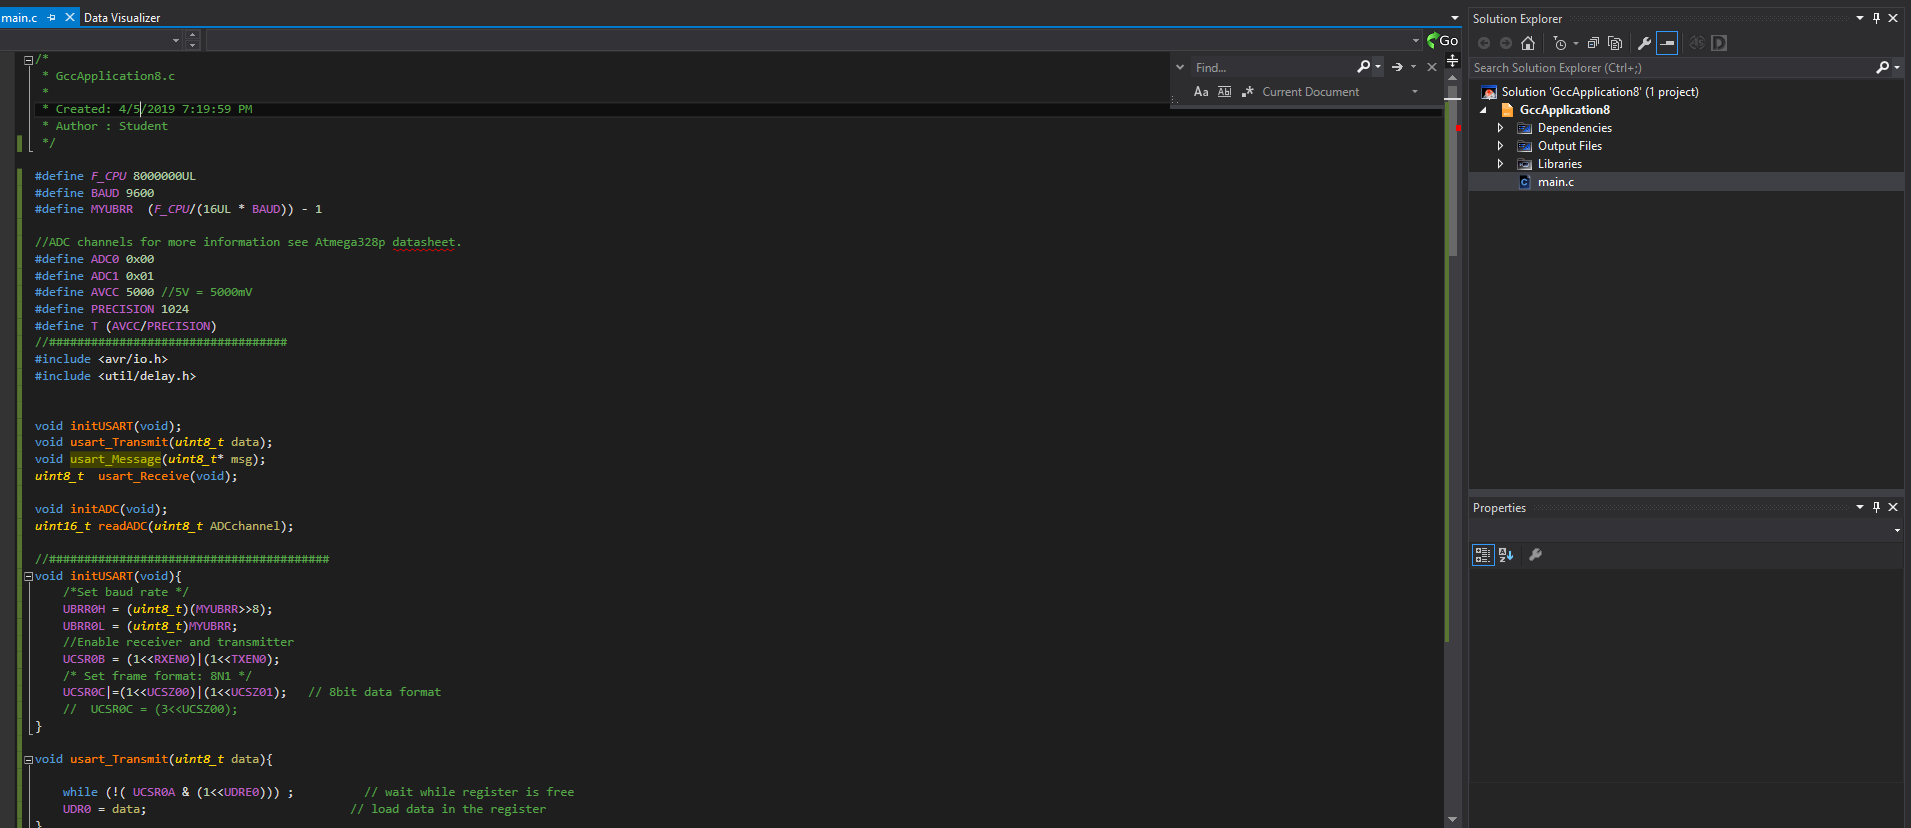 main.c
Data Visualizer
Go
/*
* GccApplication8.c
*
* Created: 4/5/2019 7:19:59 PM
* Author : Student
*/
#define F_CPU 8000000UL
#define BAUD 9600
#define MYUBRR  (F_CPU/(16UL * BAUD)) - 1
//ADC channels for more information see Atmega328p datasheet.
#define ADC0 0x00
#define ADC1 0x01
#define AVCC 5000 //5V = 5000mV
#define PRECISION 1024
#define T (AVCC/PRECISION)
//##################################
#include <avr/io.h>
#include <util/delay.h>
void initUSART(void);
void usart_Transmit(uint8_t data);
void usart_Message(uint8_t* msg);
uint8_t  usart_Receive(void);
void initADC(void);
uint16_t readADC(uint8_t ADCchannel);
//########################################
void initUSART(void){
/*Set baud rate */
UBRR0H = (uint8_t)(MYUBRR>>8);
UBRR0L = (uint8_t)MYUBRR;
//Enable receiver and transmitter
UCSR0B = (1<<RXEN0)|(1<<TXEN0);
/* Set frame format: 8N1 */
UCSR0C|=(1<<UCSZ00)|(1<<UCSZ01);   // 8bit data format
//  UCSR0C = (3<<UCSZ00);
}
void usart_Transmit(uint8_t data){
while (!( UCSR0A & (1<<UDRE0))) ;          // wait while register is free
UDR0 = data;                             // load data in the register
}
Find...
Aa Ab .* Current Document
Solution Explorer
Search Solution Explorer (Ctrl+;)
Solution 'GccApplication8' (1 project)
GccApplication8
Dependencies
Output Files
Libraries
main.c
Properties